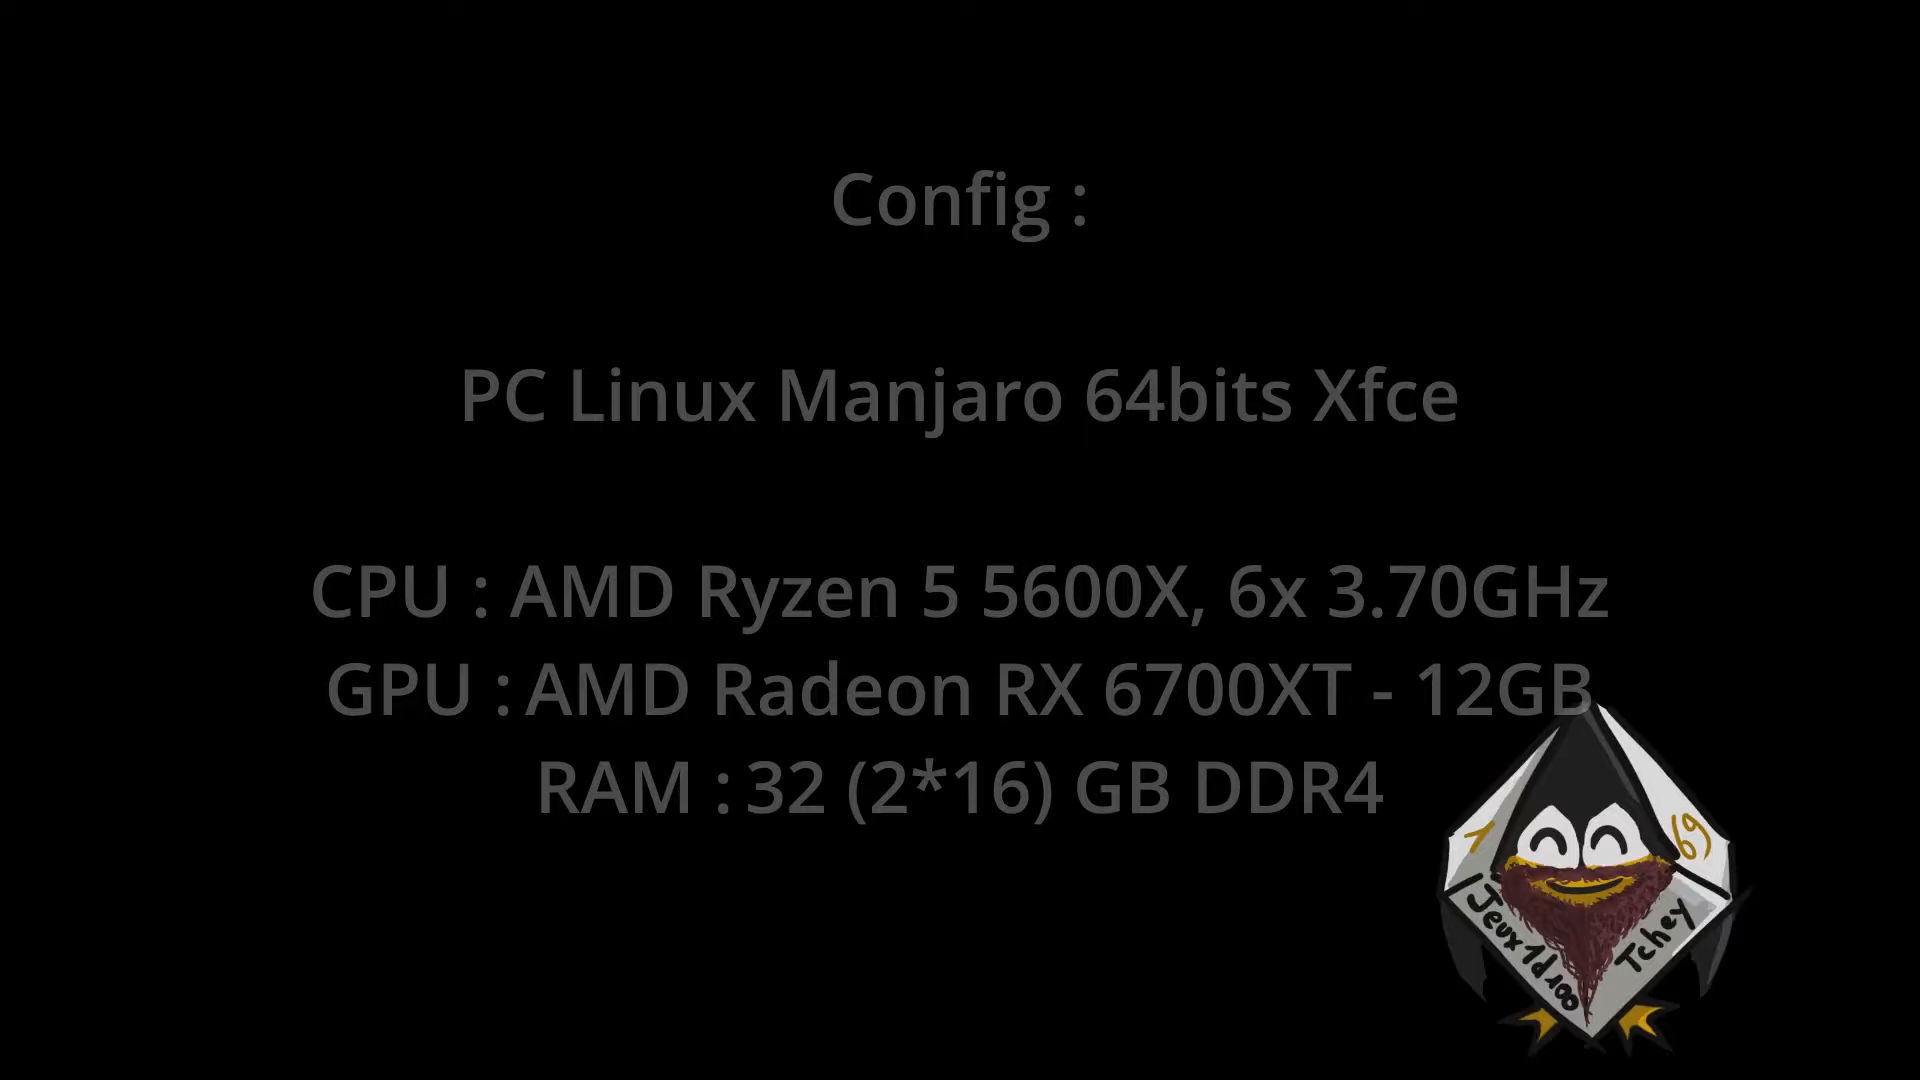 Config :
PC Linux Manjaro 64bits Xfce
CPU : AMD Ryzen 5 5600X, 6x 3.70GHz
GPU : AMD Radeon RX 6700XT - 12GB
RAM : 32 (2*16) GB DDR4
1
69
Jeux1d100
Tchey